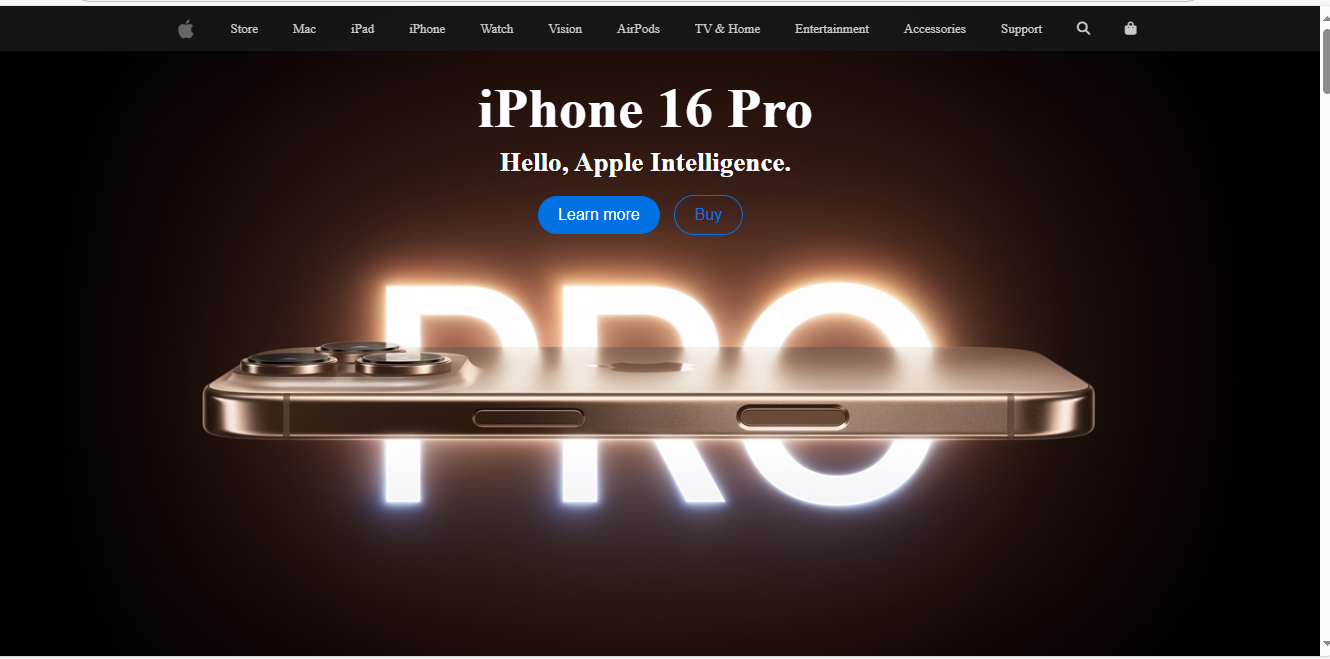 Store Mac iPad iPhone Watch Vision AirPods TV & Home Entertainment Accessories Support
iPhone 16 Pro
Hello, Apple Intelligence.
Learn more Buy
PRO